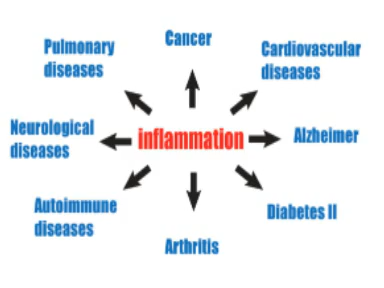 Cancer
Pulmonary
diseases
Cardiovascular
diseases
Neurological
diseases
inflammation
Alzheimer
Autoimmune
diseases
Diabetes II
Arthritis